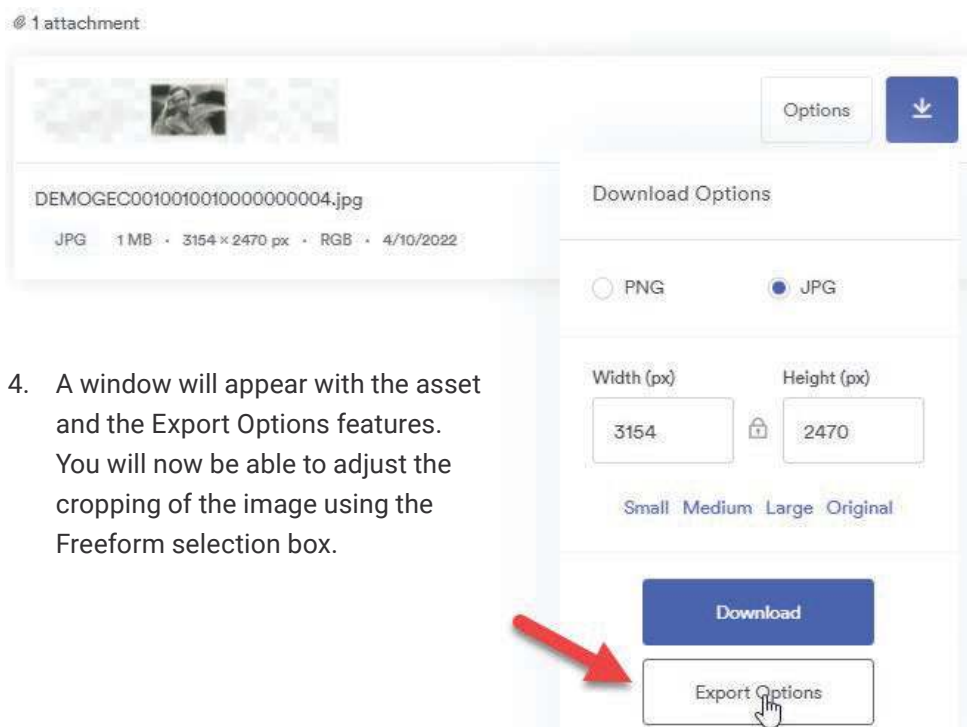 1 attachment
Options
DEMOGEC0010010010000000004.jpg
JPG 1 MB · 3154 × 2470 px · RGB · 4/10/2022
Download Options
PNG JPG
Width (px) Height (px)
3154 2470
Small Medium Large Original
Download
Export Options
4. A window will appear with the asset
and the Export Options features.
You will now be able to adjust the
cropping of the image using the
Freeform selection box.